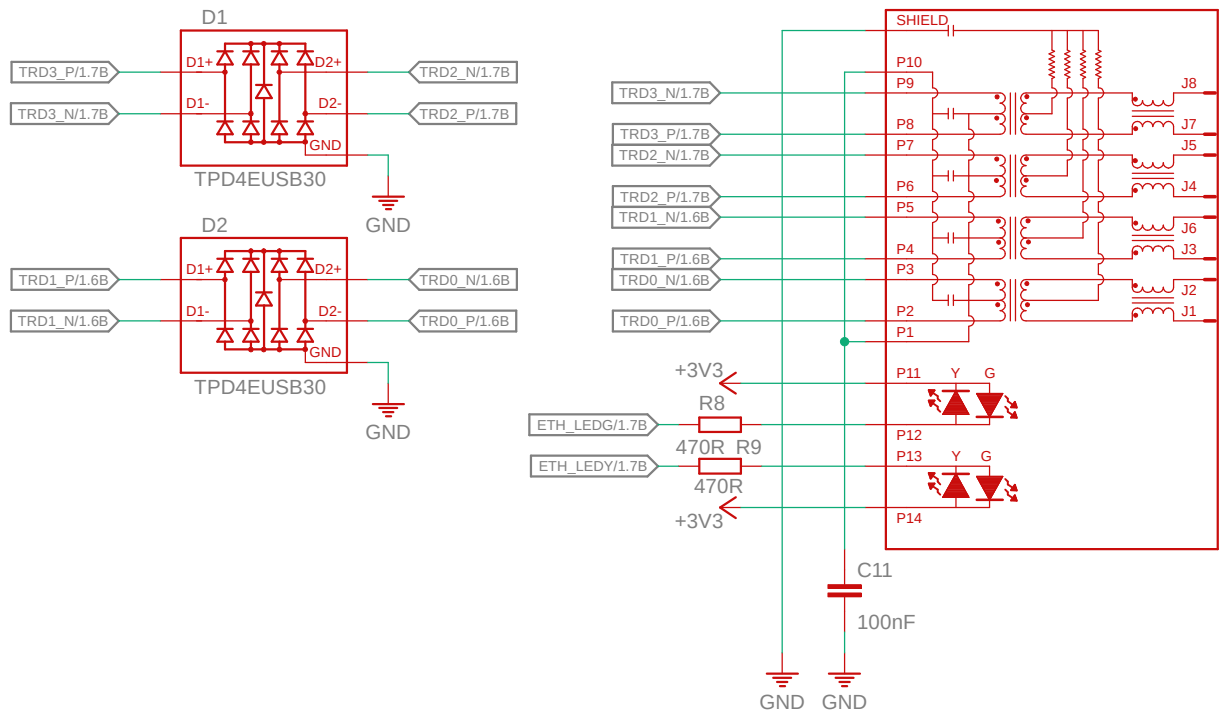 D1
D1+ D2+
TRD3_P/1.7B TRD2_N/1.7B
D1- D2-
TRD3_N/1.7B TRD2_P/1.7B
GND
TPD4EUSB30
GND
D2
D1+ D2+
TRD1_P/1.6B TRD0_N/1.6B
D1- D2-
TRD1_N/1.6B TRD0_P/1.6B
GND
TPD4EUSB30
GND
SHIELD
P10
P9 J8
TRD3_N/1.7B
P8 J7
TRD3_P/1.7B
P7 J5
TRD2_N/1.7B
P6 J4
TRD2_P/1.7B
P5
TRD1_N/1.6B
J6
P4 J3
TRD1_P/1.6B
P3
TRD0_N/1.6B
J2
P2 J1
TRD0_P/1.6B
P1
+3V3 P11 Y G
R8
ETH_LEDG/1.7B
P12
470R R9
P13 Y G
ETH_LEDY/1.7B
470R
+3V3 P14
C11
100nF
GND GND